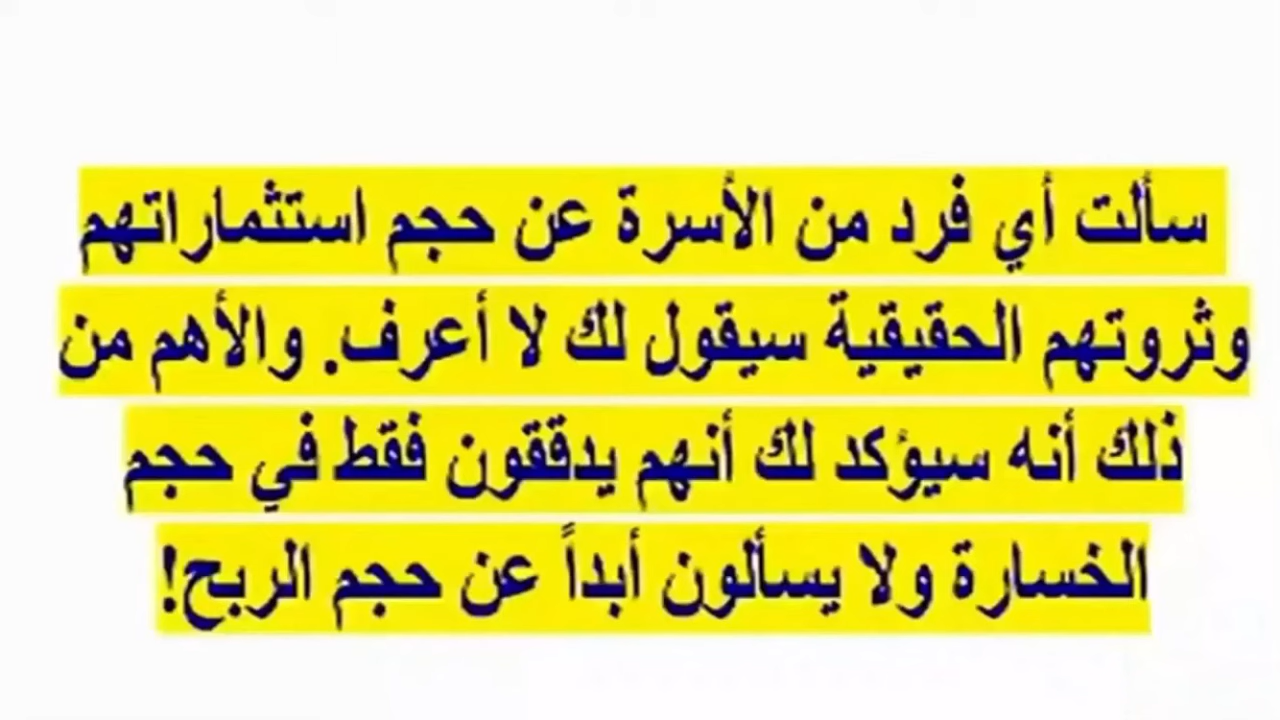 سألت أي فرد من الأسرة عن حجم استثماراتهم
وثروتهم الحقيقية سيقول لك لا أعرف. والأهم من
ذلك أنه سيؤكد لك أنهم يدققون فقط في حجم
الخسارة ولا يسألون أبداً عن حجم الربح!